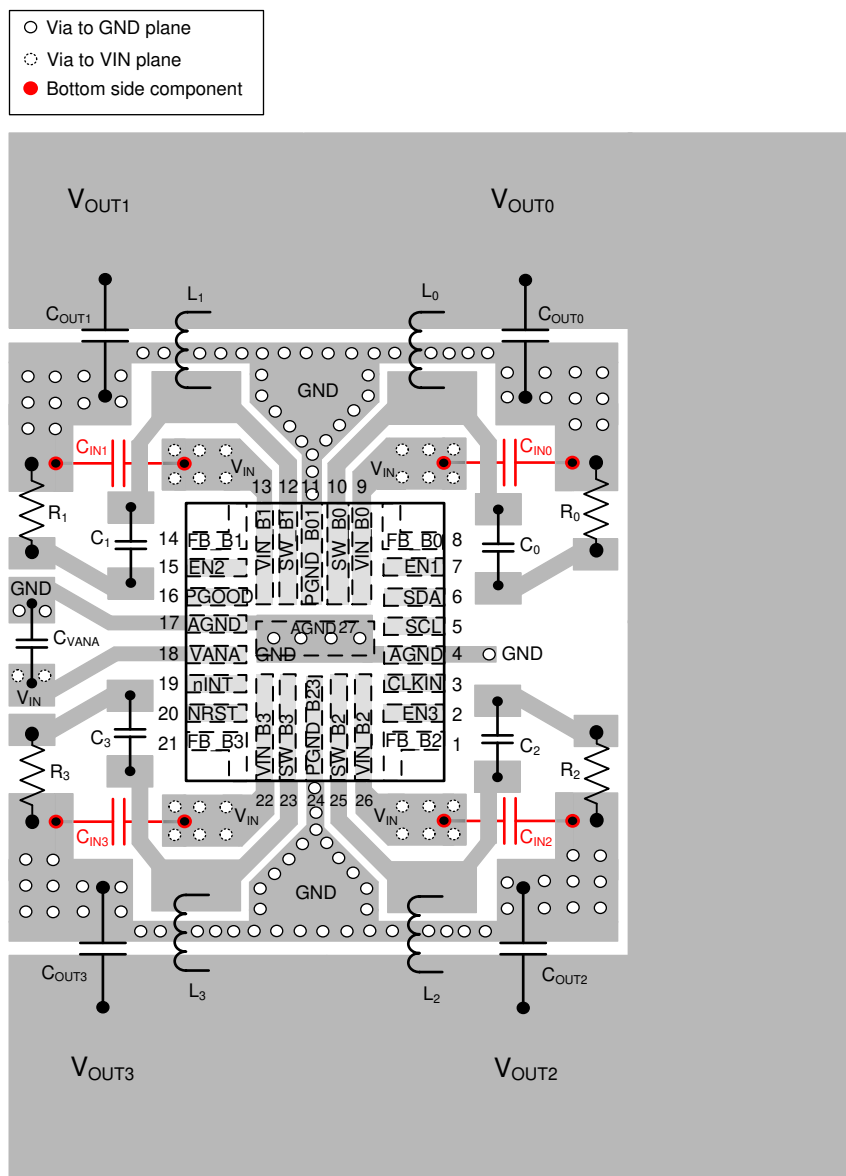 Via to GND plane
Via to VIN plane
Bottom side component
VOUT1
VOUT0
L1
L0
COUT1
COUT0
GND
CIN1
VIN
VIN
CIN0
13 12 11 10 9
R1
C1
14 FB_B1
VIN_B1
SW_B1
PGND_B01
SW_B0
VIN_B0
FB_B0 8
C0
R0
15 EN2
EN1 7
GND
16 PGOOD
SDA 6
17 AGND
AGND 27
SCL 5
CVANA
18 VANA
GND
AGND 4
GND
VIN
19 nINT
CLKIN 3
20 NRST
EN3 2
R3
C3
21 FB_B3
VIN_B3
SW_B3
PGND_B23
SW_B2
VIN_B2
FB_B2 1
C2
R2
22 23 24 25 26
CIN3
VIN
VIN
CIN2
GND
COUT3
L3
L2
COUT2
VOUT3
VOUT2